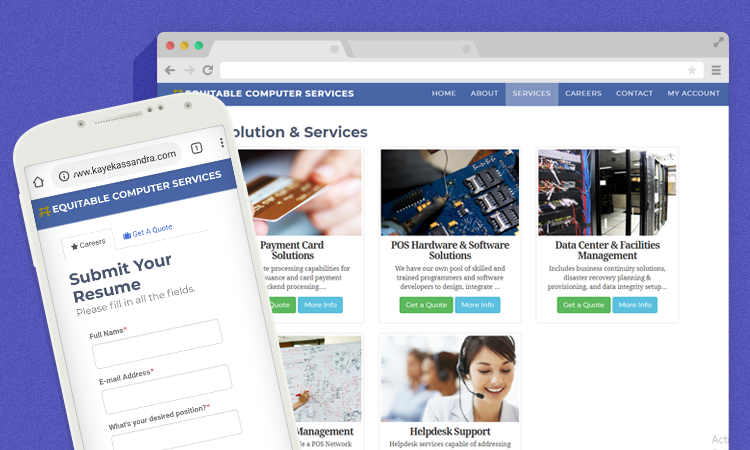 EQUITABLE COMPUTER SERVICES
HOME ABOUT SERVICES CAREERS CONTACT MY ACCOUNT
olution & Services
Payment Card
Solutions
te processing capabilities for
suance and card payment
ckend processing....
Quote More Info
POS Hardware & Software
Solutions
We have our own pool of skilled and
trained programmers and software
developers to design, integrate ...
Get a Quote More Info
Data Center & Facilities
Management
Includes business continuity solutions,
disaster recovery planning &
provisioning, and data integrity setup...
Get a Quote More Info
Management
le a POS Network
Helpdesk Support
Helpdesk services capable of addressing
www.kayekassandra.com
1
EQUITABLE COMPUTER SERVICES
Careers Get A Quote
Submit Your
Resume
Please fill in all the fields.
Full Name*
E-mail Address*
What's your desired position?*